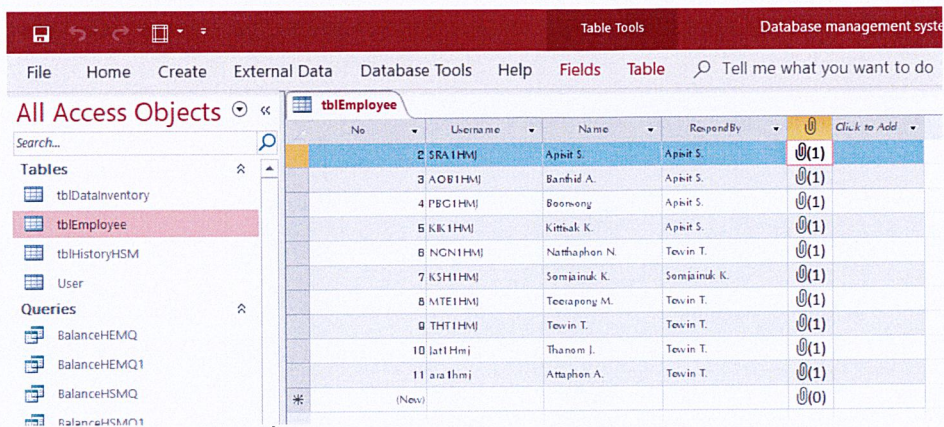 Table Tools Database management syste
File Home Create External Data Database Tools Help Fields Table Tell me what you want to do
All Access Objects
Search...
Tables
tblDataInventory
tblEmployee
tblHistoryHSM
User
Queries
BalanceHEMQ
BalanceHEMQ1
BalanceHSMQ
BalanceHSMQ1
tblEmployee
No Username Name RespondBy Click to Add
2 SRA1HMJ Apisit S. Apisit S. (1)
3 AOB1HMJ Banthid A. Apisit S. (1)
4 PBG1HMJ Boonsong Apisit S. (1)
5 KIK1HMJ Kittisak K. Apisit S. (1)
6 NGN1HMJ Natthaphon N. Tewin T. (1)
7 KSH1HMJ Somjainuk K. Somjainuk K. (1)
8 MTE1HMJ Teerapong M. Tewin T. (1)
9 THT1HMJ Tewin T. Tewin T. (1)
10 Jat1Hmj Thanom J. Tewin T. (1)
11 ara1hmj Attaphon A. Tewin T. (1)
(New) (0)